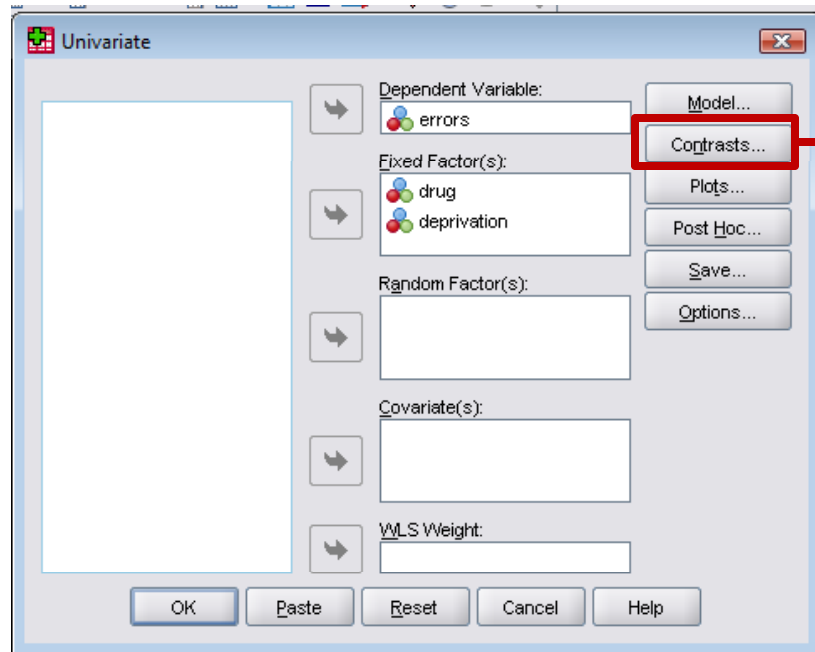 Univariate
Dependent Variable:
errors
Fixed Factor(s):
drug
deprivation
Random Factor(s):
Covariate(s):
WLS Weight:
Model...
Contrasts...
Plots...
Post Hoc...
Save...
Options...
OK Paste Reset Cancel Help